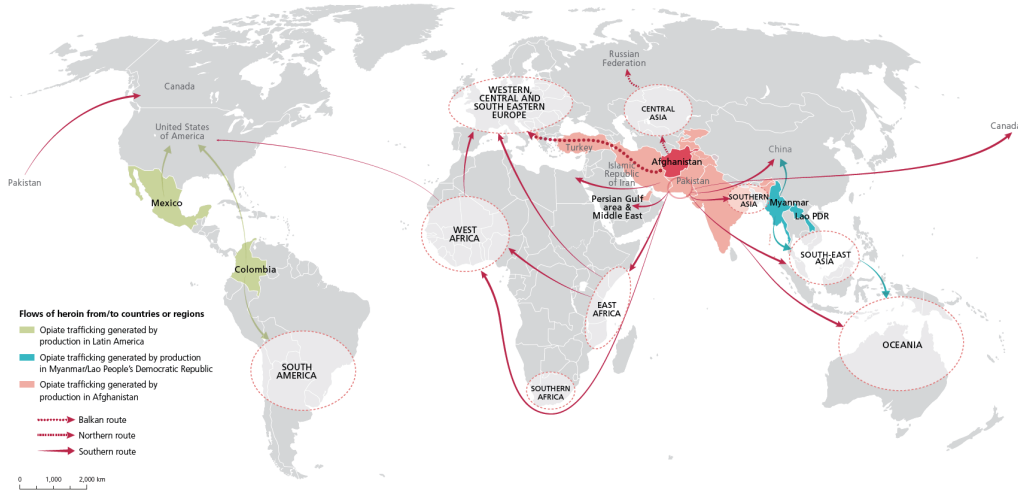 Russian
Federation
Canada
WESTERN,
CENTRAL AND
SOUTH EASTERN
EUROPE
CENTRAL
ASIA
United States
of America
Canada
Turkey
China
Afghanistan
Islamic
Republic
of Iran
Pakistan
Pakistan
Mexico
Persian Gulf
area &
Middle East
SOUTHERN
ASIA
Myanmar
Lao PDR
WEST
AFRICA
SOUTH-EAST
ASIA
Colombia
EAST
AFRICA
OCEANIA
SOUTH
AMERICA
SOUTHERN
AFRICA
Flows of heroin from/to countries or regions
Opiate trafficking generated by
production in Latin America
Opiate trafficking generated by production
in Myanmar/Lao People's Democratic Republic
Opiate trafficking generated by
production in Afghanistan
Balkan route
Northern route
Southern route
0 1,000 2,000 km